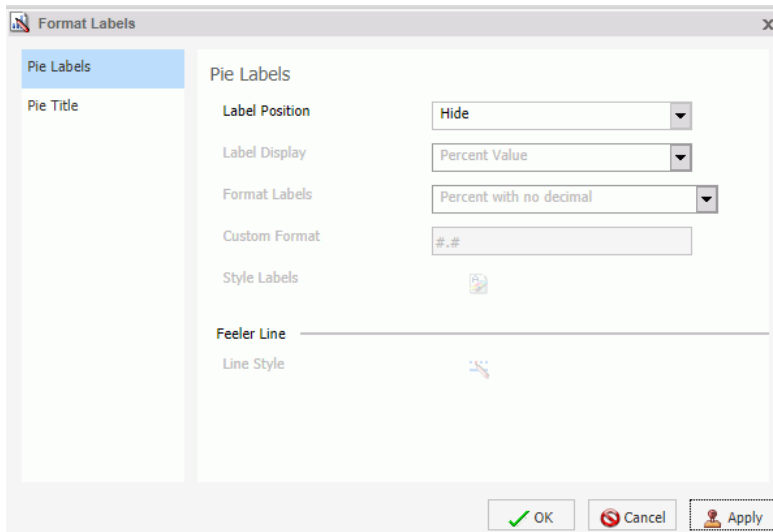 Format Labels
x
Pie Labels
Pie Title
Pie Labels
Label Position Hide
Label Display Percent Value
Format Labels Percent with no decimal
Custom Format #.#
Style Labels
Feeler Line
Line Style
OK Cancel Apply